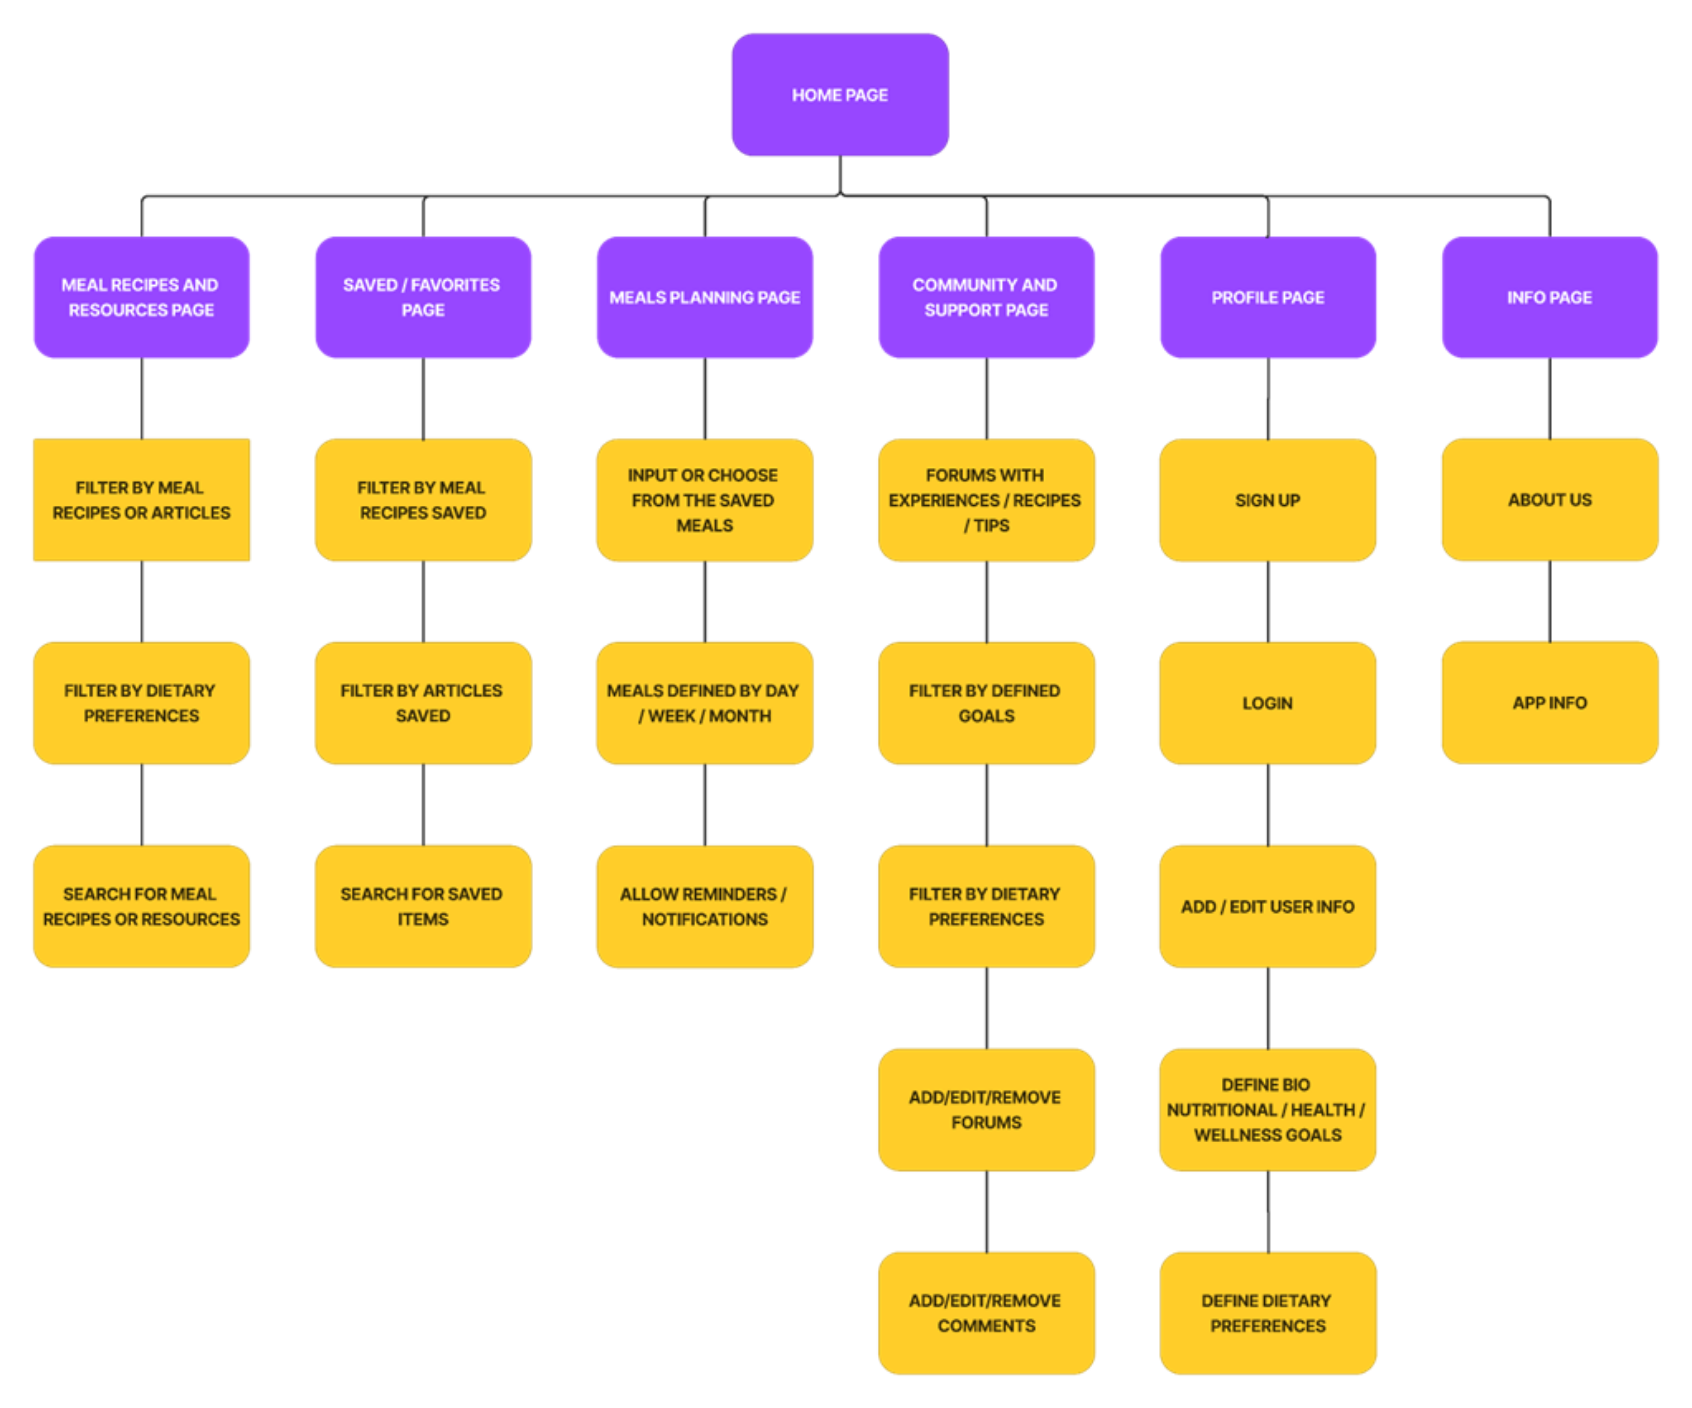 HOME PAGE
MEAL RECIPES AND
RESOURCES PAGE
SAVED / FAVORITES
PAGE
MEALS PLANNING PAGE
COMMUNITY AND
SUPPORT PAGE
PROFILE PAGE
INFO PAGE
FILTER BY MEAL
RECIPES OR ARTICLES
FILTER BY MEAL
RECIPES SAVED
INPUT OR CHOOSE
FROM THE SAVED
MEALS
FORUMS WITH
EXPERIENCES / RECIPES
/ TIPS
SIGN UP
ABOUT US
FILTER BY DIETARY
PREFERENCES
FILTER BY ARTICLES
SAVED
MEALS DEFINED BY DAY
/ WEEK / MONTH
FILTER BY DEFINED
GOALS
LOGIN
APP INFO
SEARCH FOR MEAL
RECIPES OR RESOURCES
SEARCH FOR SAVED
ITEMS
ALLOW REMINDERS /
NOTIFICATIONS
FILTER BY DIETARY
PREFERENCES
ADD / EDIT USER INFO
ADD/EDIT/REMOVE
FORUMS
DEFINE BIO
NUTRITIONAL / HEALTH /
WELLNESS GOALS
ADD/EDIT/REMOVE
COMMENTS
DEFINE DIETARY
PREFERENCES